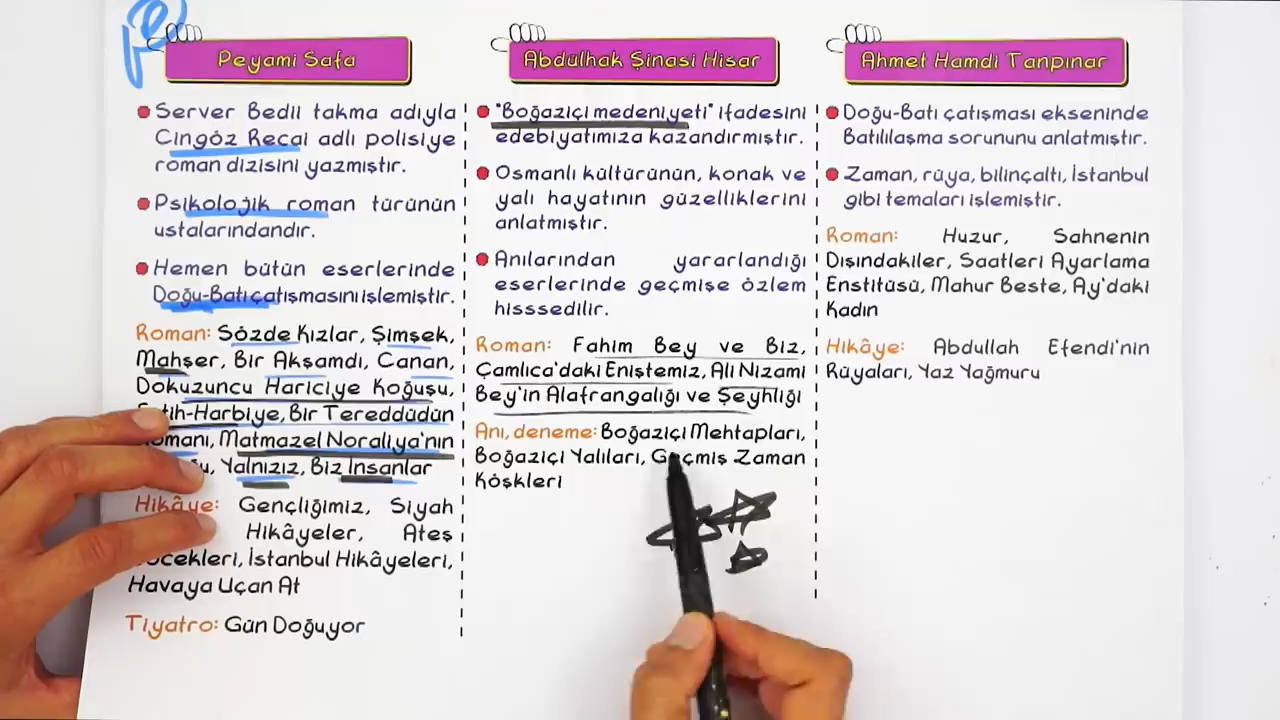 Peyami Safa
Server Bedii takma adıyla
Cingöz Recai adlı polisiye
roman dizisini yazmıştır.
Psikolojik roman türünün
ustalarındandır.
Hemen bütün eserlerinde
Doğu-Batı çatışmasını işlemiştir.
Roman: Sözde Kızlar, Şimşek,
Mahşer, Bir Akşamdı, Canan,
Dokuzuncu Hariciye Koğuşu,
-Harbiye, Bir Tereddüdün
Matmazel Noraliya'nın
Yalnızız, Biz İnsanlar
Hikâye: Gençliğimiz, Siyah
Hikâyeler, Ateş
İstanbul Hikâyeleri,
Havaya Uçan At
Tiyatro: Gün Doğuyor
Abdülhak Şinasi Hisar
"Boğaziçi medeniyeti" ifadesini
edebiyatımıza kazandırmıştır.
Osmanlı kültürünün, konak ve
yalı hayatının güzelliklerini
anlatmıştır.
Anılarından yararlandığı
eserlerinde geçmişe özlem
hisssedilir.
Roman: Fahim Bey ve Biz,
Çamlıca'daki Eniştemiz, Ali Nizami
Bey'in Alafrangalığı ve Şeyhliği
Anı, deneme: Boğaziçi Mehtapları,
Boğaziçi Yalıları, Geçmiş Zaman
Köşkleri
Ahmet Hamdi Tanpınar
Doğu-Batı çatışması ekseninde
Batılılaşma sorununu anlatmıştır.
Zaman, rüya, bilinçaltı, İstanbul
gibi temaları işlemiştir.
Roman: Huzur, Sahnenin
Dışındakiler, Saatleri Ayarlama
Enstitüsü, Mahur Beste, Ay'daki
Kadın
Hikâye: Abdullah Efendi'nin
Rüyaları, Yaz Yağmuru